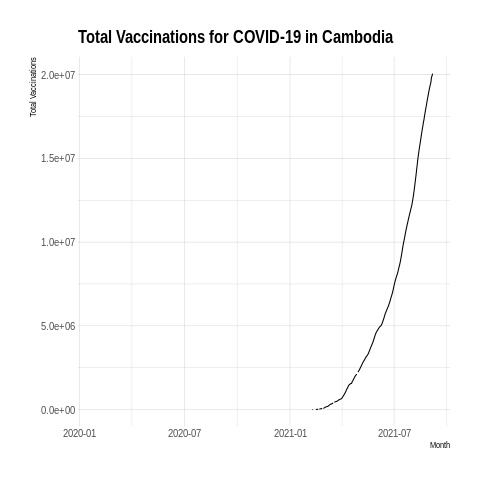 Total Vaccinations for COVID-19 in Cambodia
Total Vaccinations
2.0e+07
1.5e+07
1.0e+07
5.0e+06
0.0e+00
2020-01
2020-07
2021-01
2021-07
Month